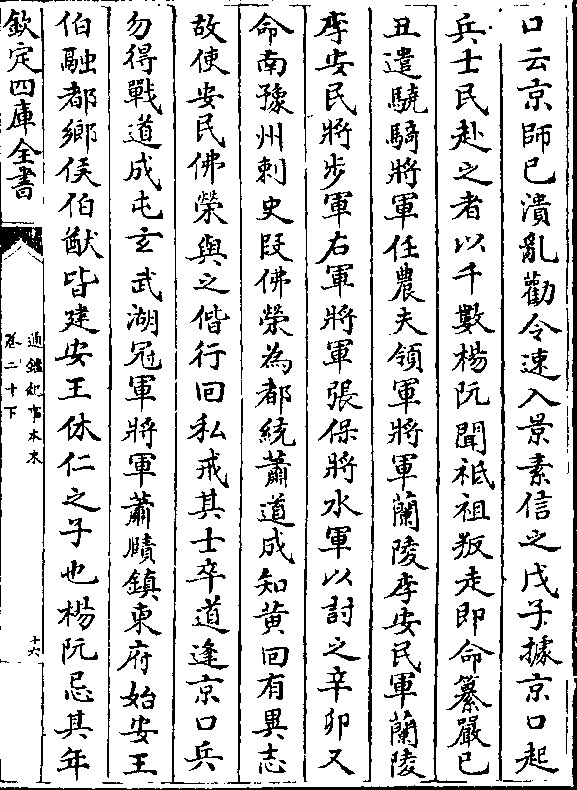 口云京師已潰亂勸令速入景素信之戊子據京口起
兵士民赴之者以千數楊阮聞祗祖叛走即命纂嚴已
丑遣驍騎將軍任農夫領軍將軍蘭陵李安民軍蘭陵
李安民將步軍右軍將軍張保將水軍以討之辛卯又
命南豫州刺史段佛榮為都統蕭道成知黄回有異志
故使安民佛榮與之偕行回私戒其士卒道逢京口兵
勿得戰道成屯玄武湖冠軍將軍蕭賾鎮東府始安王
伯融都鄉侯伯猷皆建安王休仁之子也楊阮忌其年
欽定四庫全書
通鑑紀事本末
卷二十下
十六